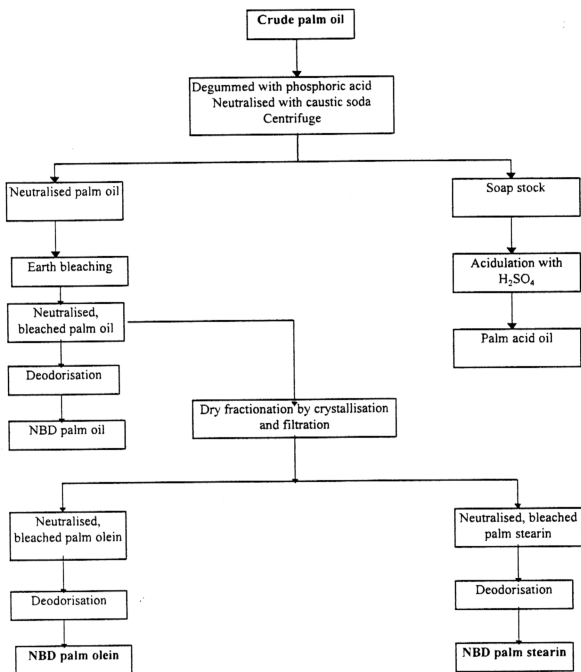 Crude palm oil
Degummed with phosphoric acid
Neutralised with caustic soda
Centrifuge
Neutralised palm oil
Soap stock
Earth bleaching
Acidulation with
H₂SO₄
Neutralised,
bleached palm oil
Palm acid oil
Deodorisation
Dry fractionation by crystallisation
and filtration
NBD palm oil
Neutralised,
bleached palm olein
Neutralised, bleached
palm stearin
Deodorisation
Deodorisation
NBD palm olein
NBD palm stearin